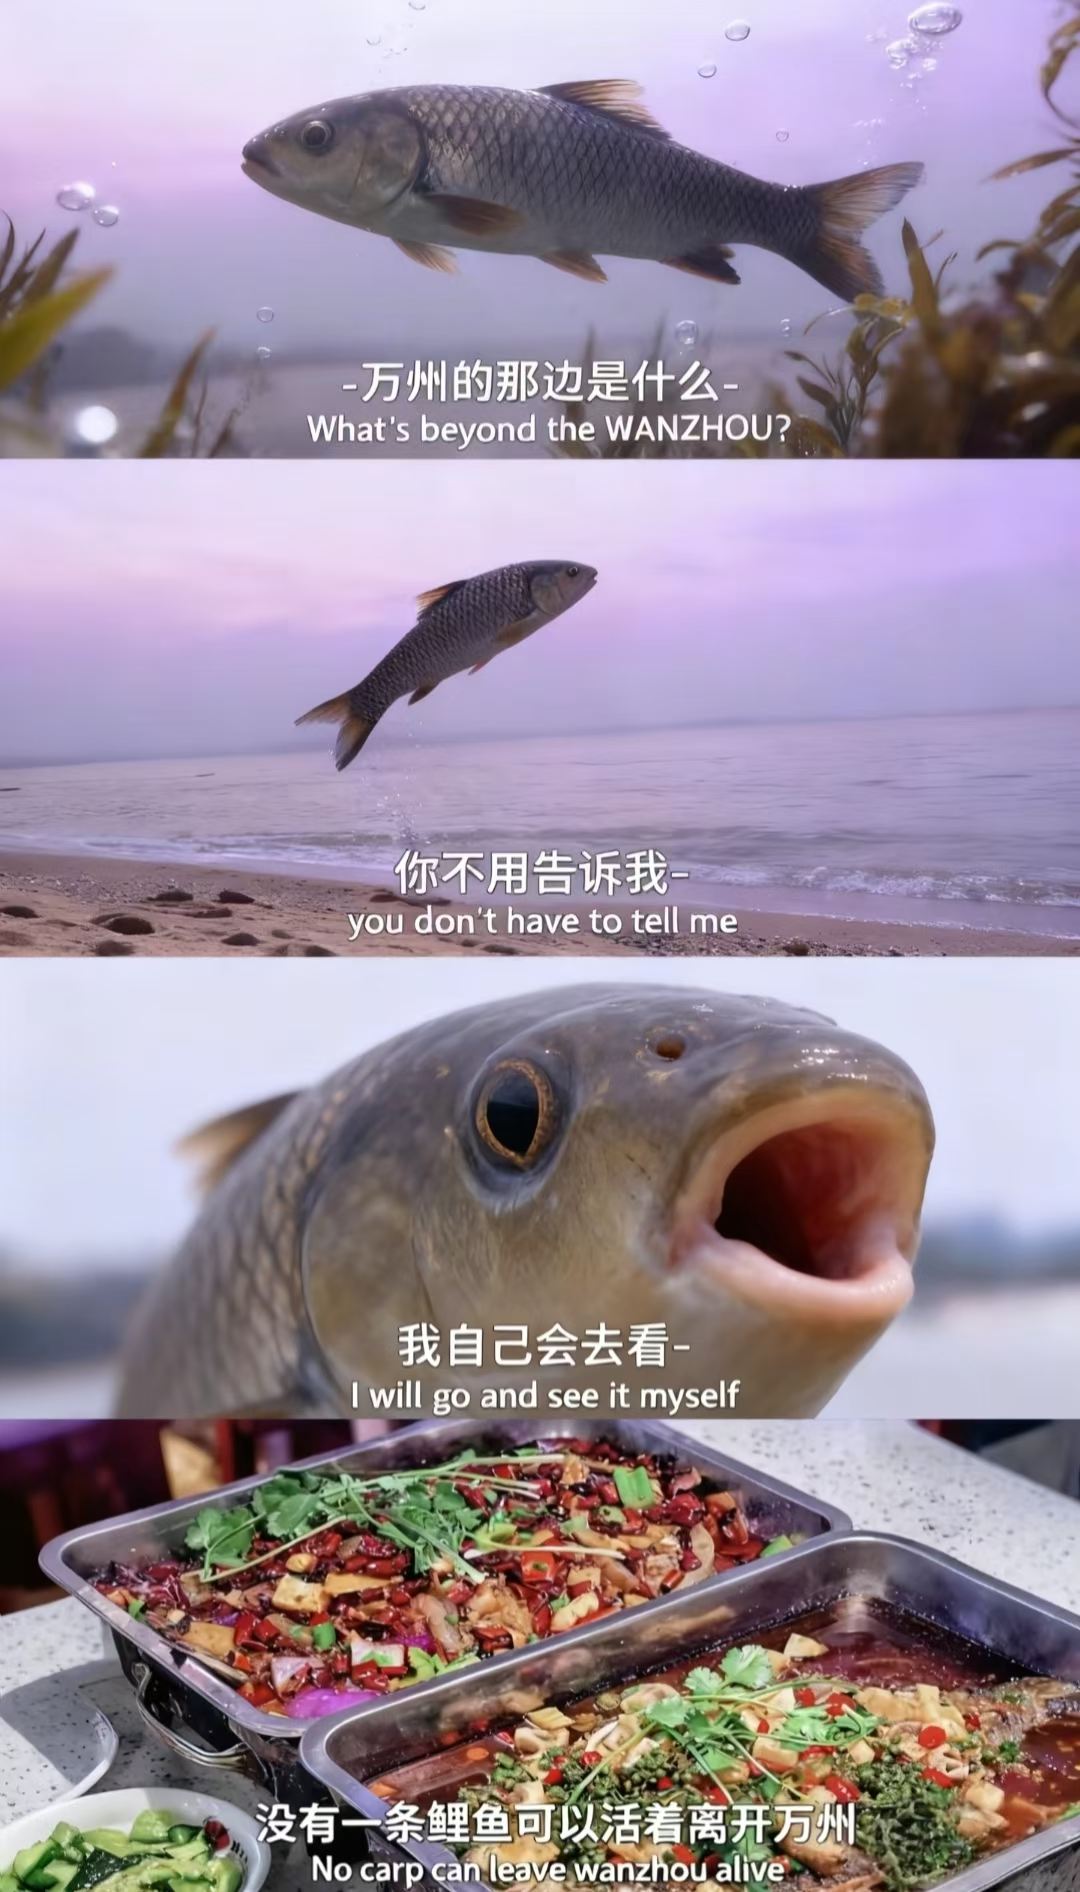 -万州的那边是什么-
What's beyond the WANZHOU?
你不用告诉我-
you don't have to tell me
我自己会去看-
I will go and see it myself
没有一条鲤鱼可以活着离开万州
No carp can leave wanzhou alive